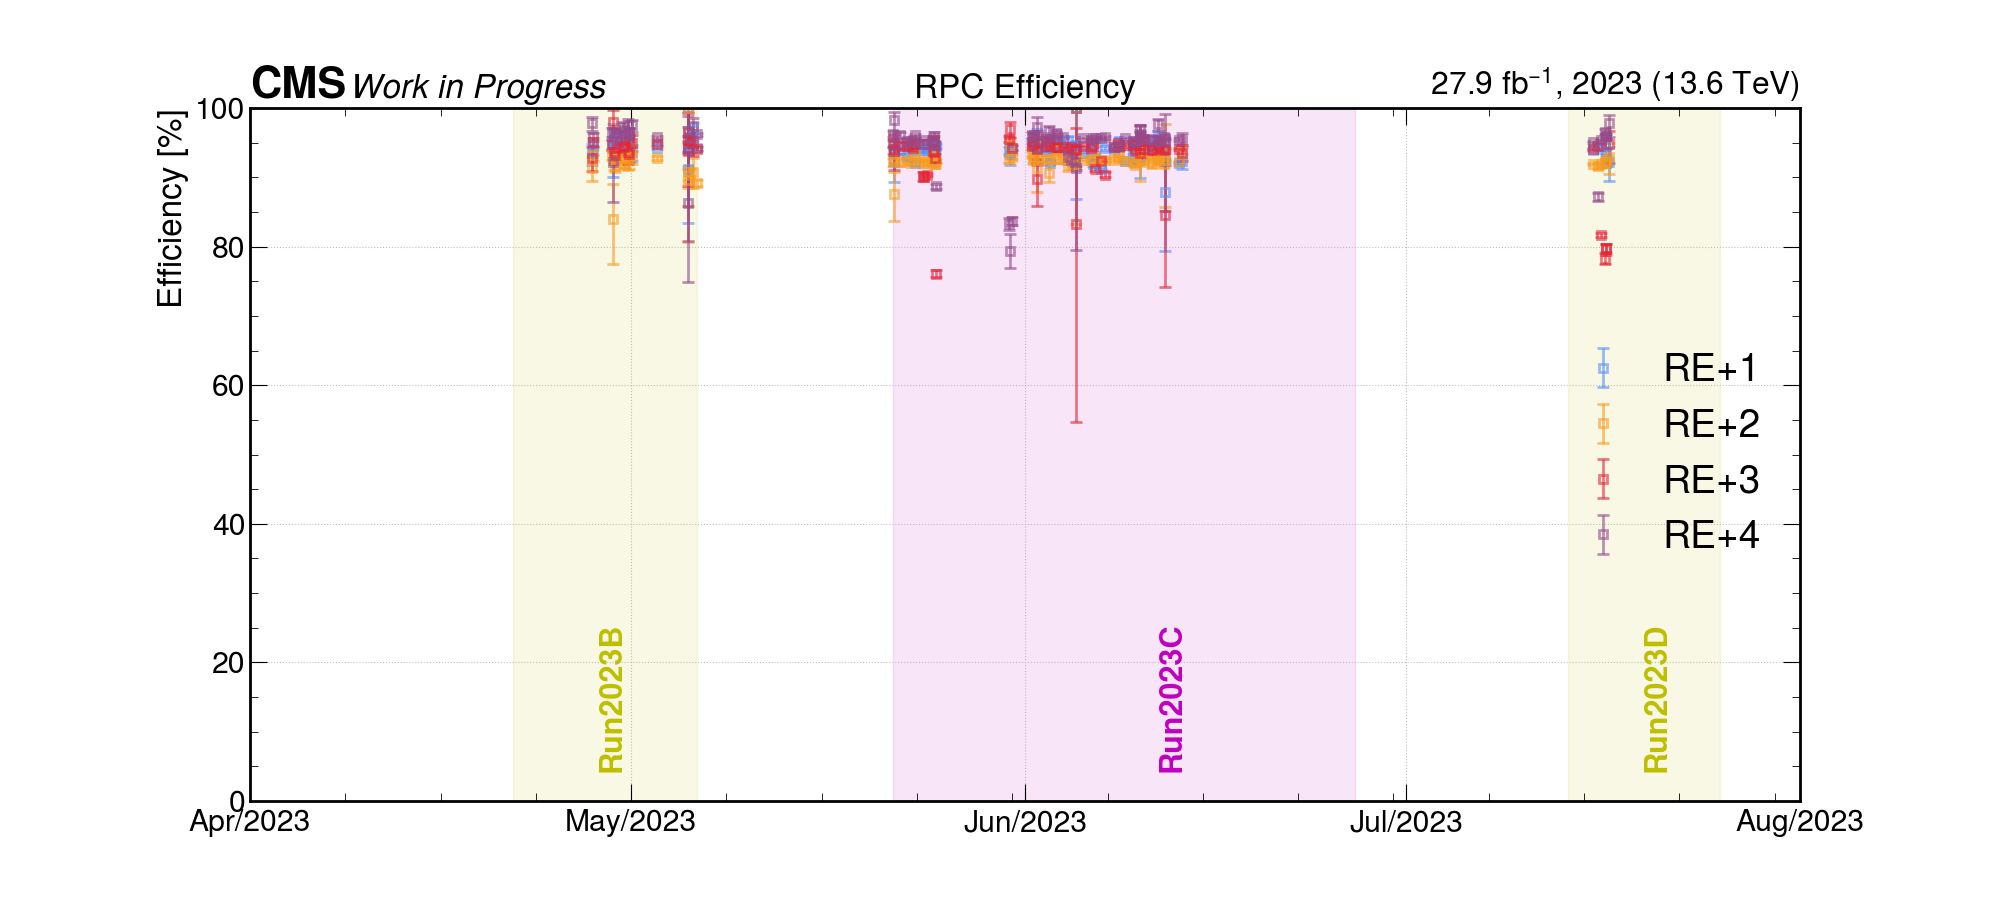 CMS Work in Progress RPC Efficiency 27.9 fb⁻¹, 2023 (13.6 TeV)
Efficiency [%]
100
80
60
40
20
0
RE+1
RE+2
RE+3
RE+4
Run2023B
Run2023C
Run2023D
Apr/2023 May/2023 Jun/2023 Jul/2023 Aug/2023